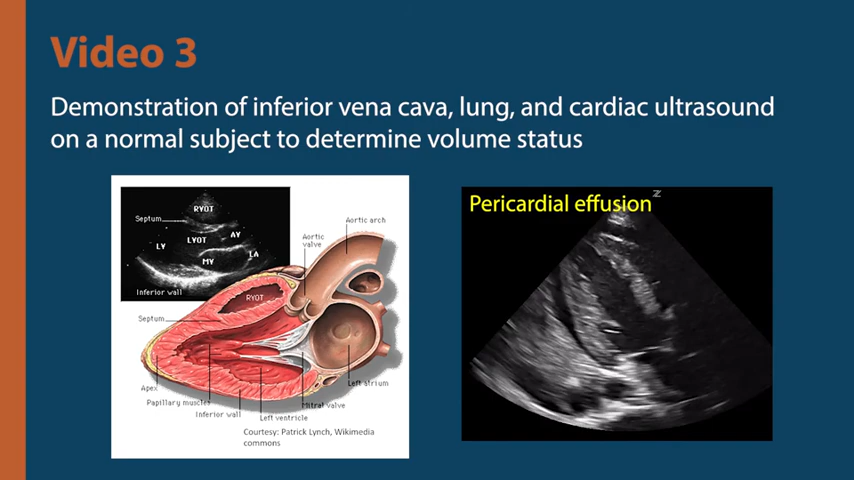 Video 3
Demonstration of inferior vena cava, lung, and cardiac ultrasound
on a normal subject to determine volume status
RVOT
Septum
LV
LVOT
AV
MV
LA
Inferior wall
Aortic arch
Aortic
valve
RVOT
Septum
Apex
Papillary muscles
Inferior wall
Left ventricle
Mitral valve
Left atrium
Courtesy: Patrick Lynch, Wikimedia
commons
Pericardial effusion
Z